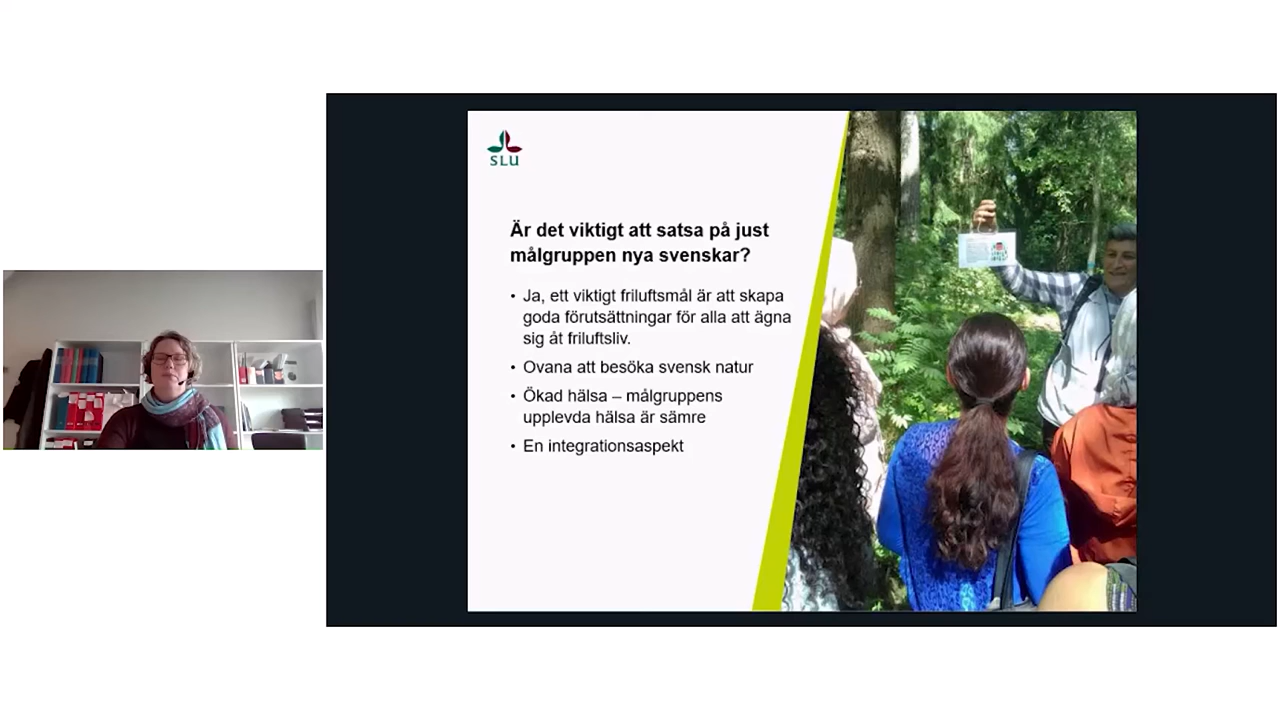 SLU
Är det viktigt att satsa på just
målgruppen nya svenskar?
• Ja, ett viktigt friluftsmål är att skapa
goda förutsättningar för alla att ägna
sig åt friluftsliv.
• Ovana att besöka svensk natur
• Ökad hälsa – målgruppens
upplevda hälsa är sämre
• En integrationsaspekt